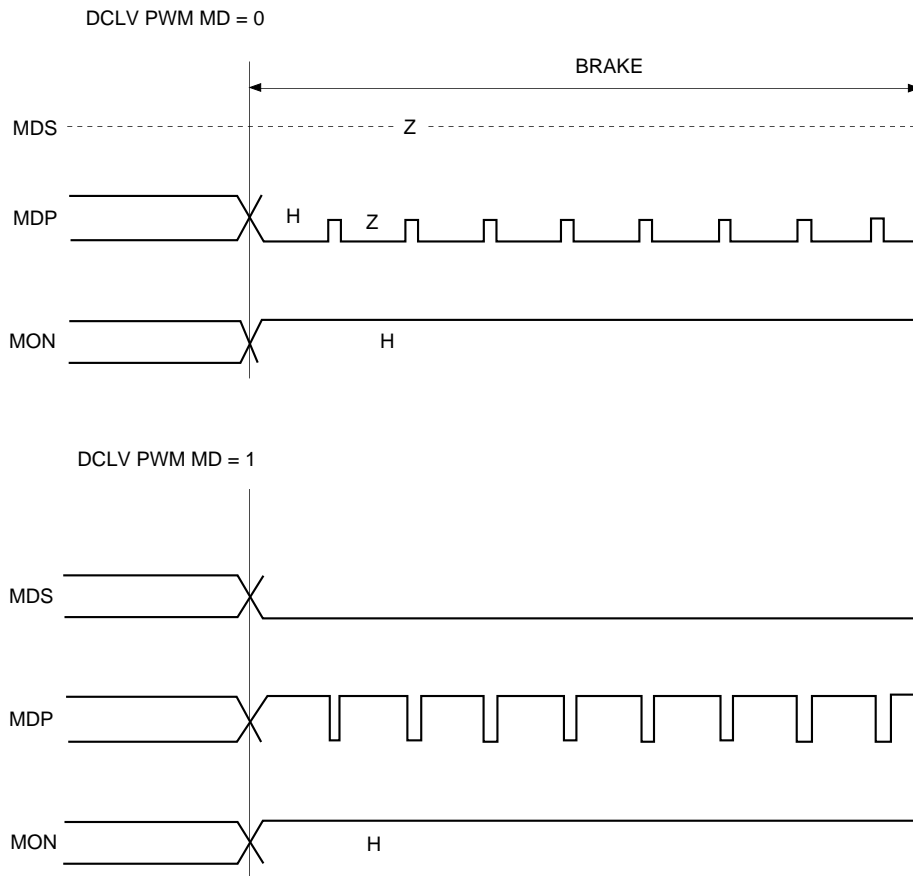 DCLV PWM MD = 0
BRAKE
MDS
Z
MDP
H
Z
MON
H
DCLV PWM MD = 1
MDS
MDP
MON
H